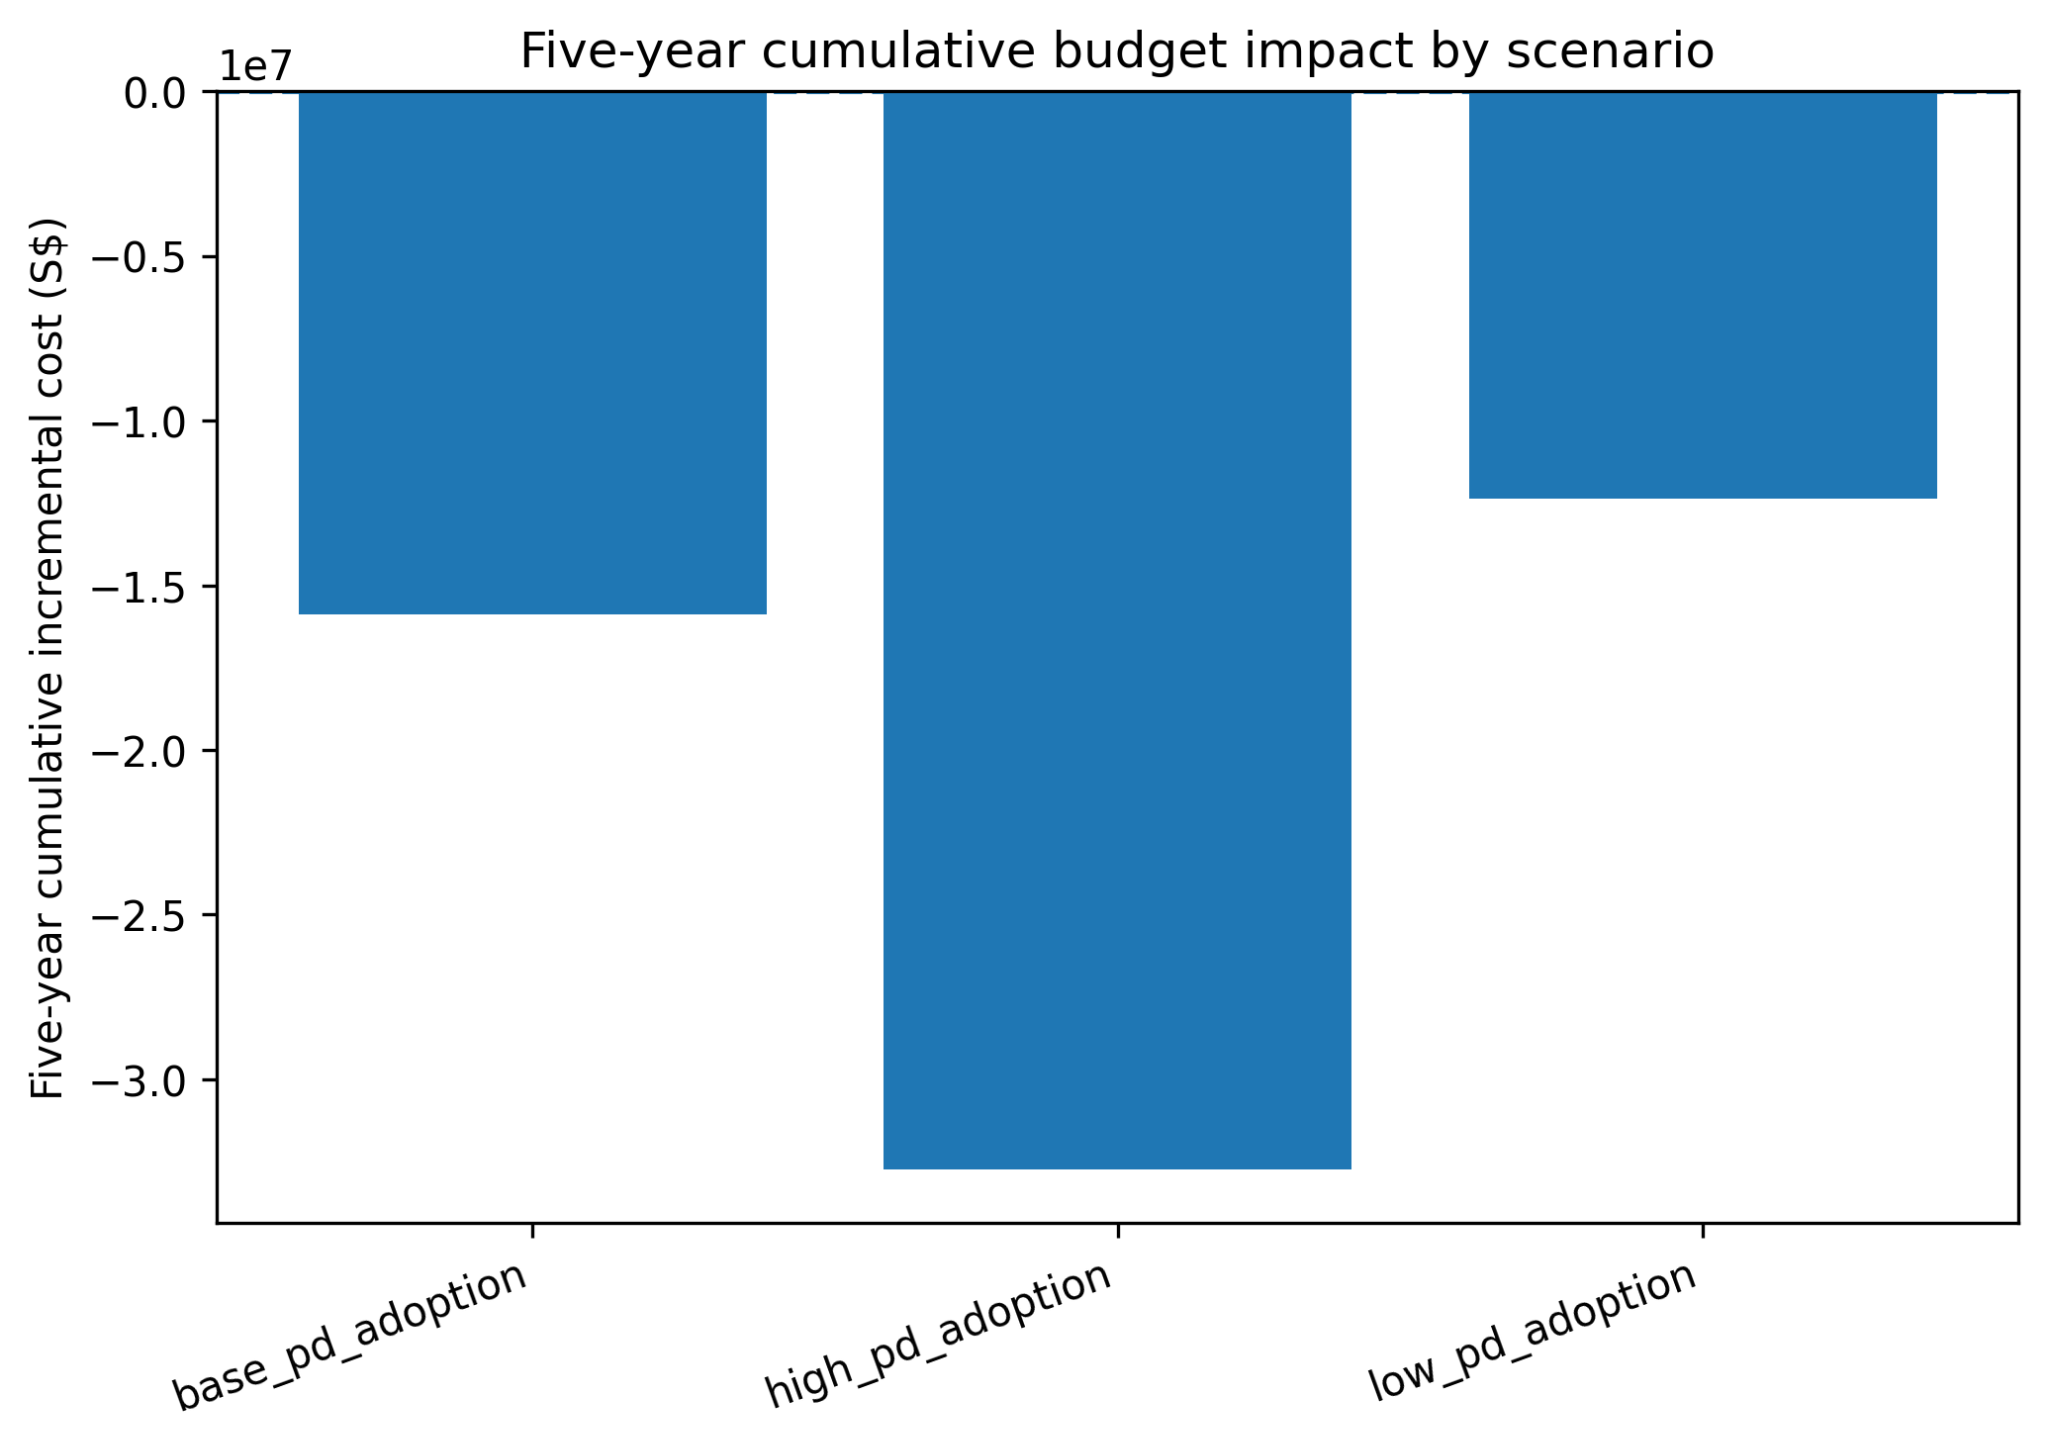 Five-year cumulative budget impact by scenario
1e7
0.0
−0.5
−1.0
−1.5
−2.0
−2.5
−3.0
Five-year cumulative incremental cost (S$)
base_pd_adoption
high_pd_adoption
low_pd_adoption